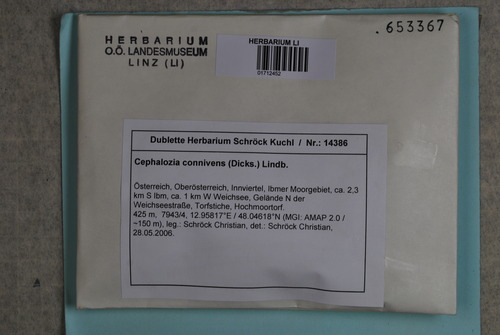 .653367
HERBARIUM
O.Ö. LANDESMUSEUM
LINZ (LI)
HERBARIUM LI
01712402
Dublette Herbarium Schröck Kuchl / Nr.: 14386
Cephalozia connivens (Dicks.) Lindb.
Österreich, Oberösterreich, Innviertel, Ibmer Moorgebiet, ca. 2,3
km S Ibm, ca. 1 km W Weichsee, Gelände N der
Weichseestraße, Torfstiche, Hochmoortorf.
425 m, 7943/4, 12.95817°E / 48.04618°N (MGI: AMAP 2.0 /
~150 m), leg.: Schröck Christian, det.: Schröck Christian,
28.05.2006.